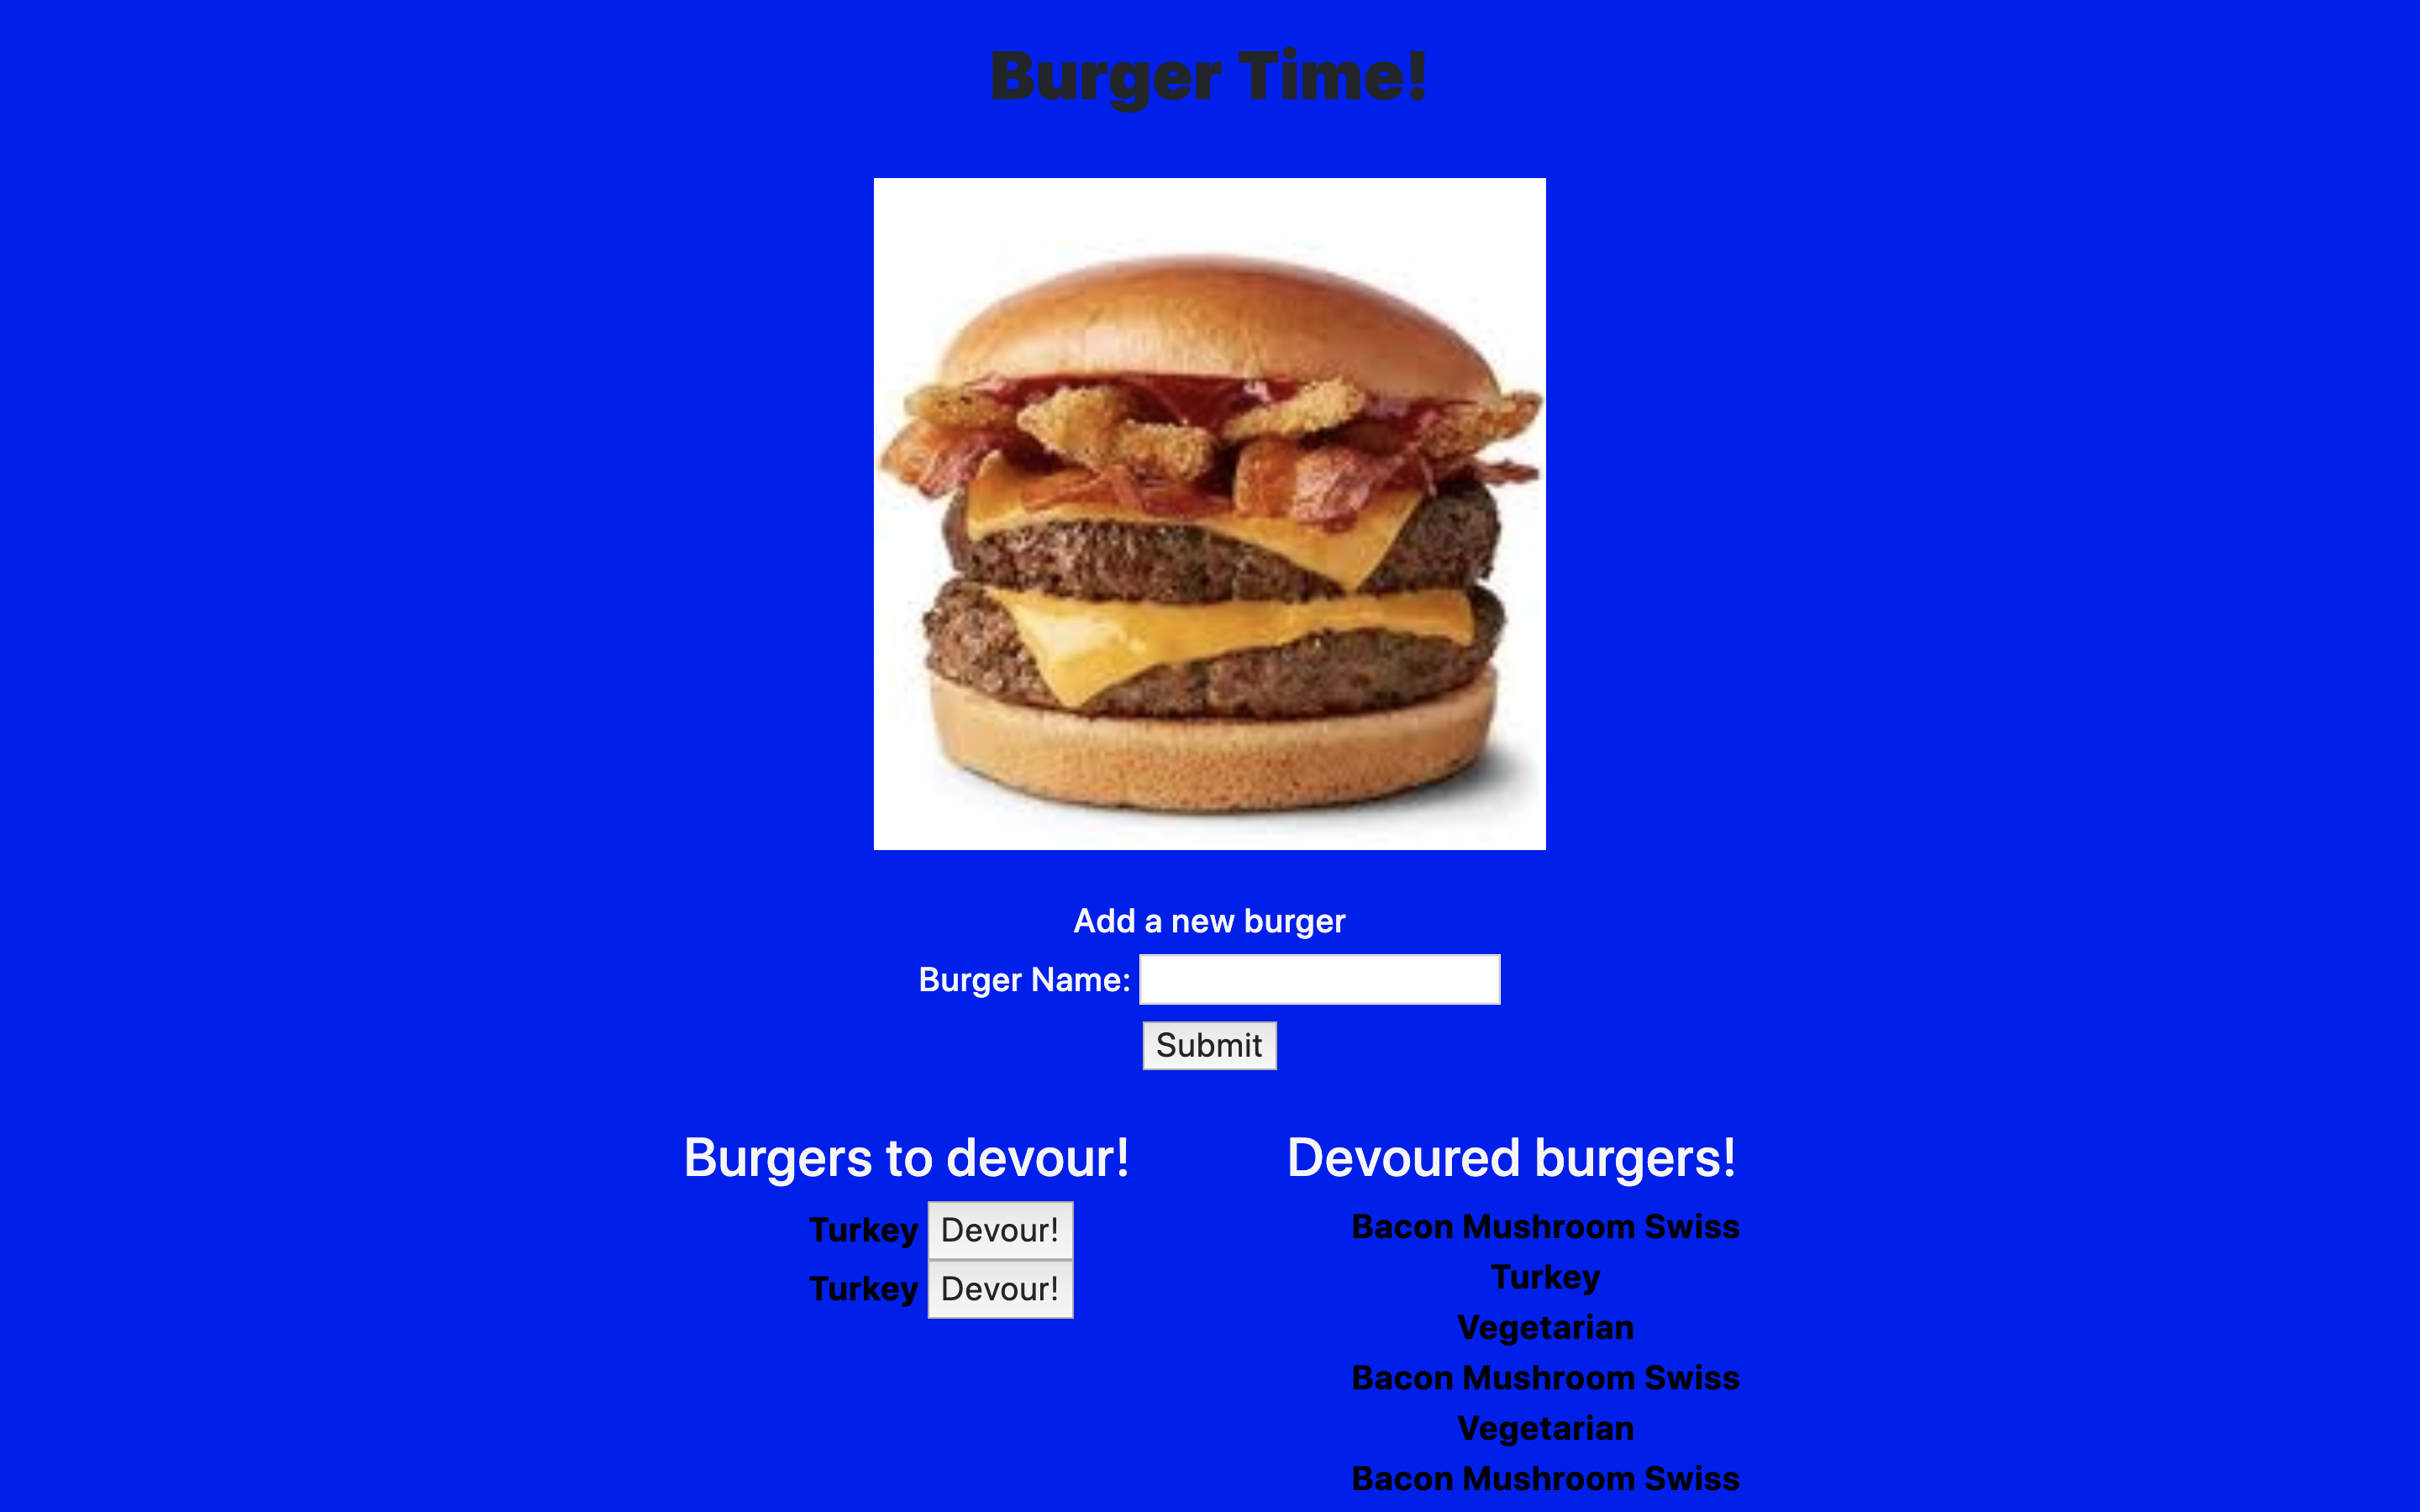 Burger Time!
Add a new burger
Burger Name:
Submit
Burgers to devour!
Turkey Devour!
Turkey Devour!
Devoured burgers!
Bacon Mushroom Swiss
Turkey
Vegetarian
Bacon Mushroom Swiss
Vegetarian
Bacon Mushroom Swiss